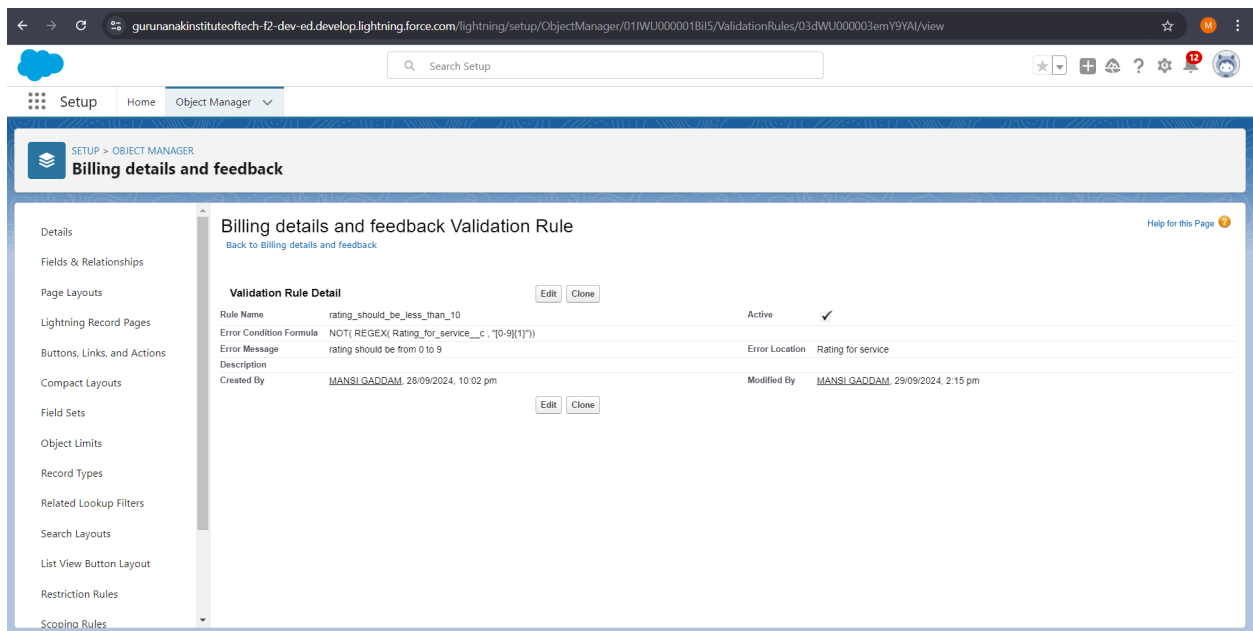 gurunanakinstituteoftech-f2-dev-ed.develop.lightning.force.com/lightning/setup/ObjectManager/01IWU000001BiI5/ValidationRules/03dWU000003emY9YAI/view
M
Search Setup
12
Setup Home Object Manager
SETUP > OBJECT MANAGER
Billing details and feedback
Details
Fields & Relationships
Page Layouts
Lightning Record Pages
Buttons, Links, and Actions
Compact Layouts
Field Sets
Object Limits
Record Types
Related Lookup Filters
Search Layouts
List View Button Layout
Restriction Rules
Scoping Rules
Billing details and feedback Validation Rule
Help for this Page ?
Back to Billing details and feedback
Validation Rule Detail Edit Clone
Rule Name rating_should_be_less_than_10 Active ✓
Error Condition Formula NOT( REGEX( Rating_for_service__c , "[0-9]{1}"))
Error Message rating should be from 0 to 9 Error Location Rating for service
Description
Created By MANSI GADDAM, 28/09/2024, 10:02 pm Modified By MANSI GADDAM, 29/09/2024, 2:15 pm
Edit Clone